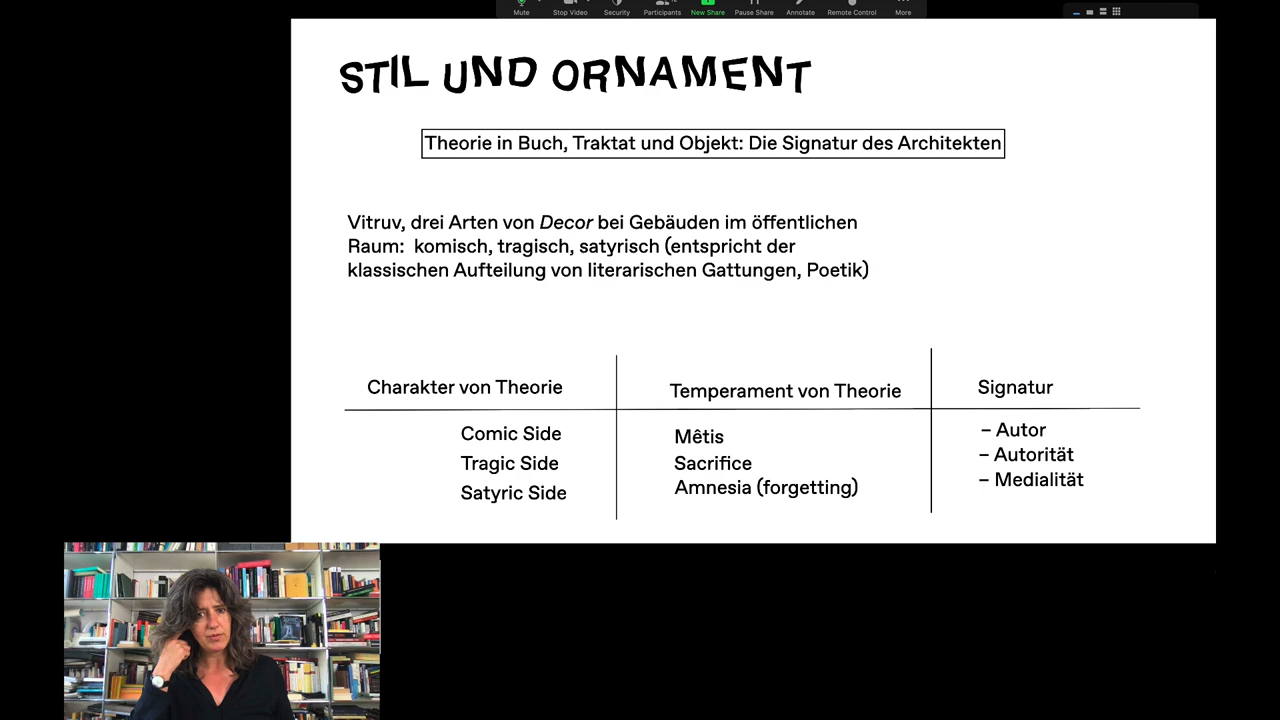 Mute
Stop Video
Security
Participants
New Share
Pause Share
Annotate
Remote Control
More
STIL UND ORNAMENT
Theorie in Buch, Traktat und Objekt: Die Signatur des Architekten
Vitruv, drei Arten von Decor bei Gebäuden im öffentlichen
Raum: komisch, tragisch, satyrisch (entspricht der
klassischen Aufteilung von literarischen Gattungen, Poetik)
Charakter von Theorie
Comic Side
Tragic Side
Satyric Side
Temperament von Theorie
Mêtis
Sacrifice
Amnesia (forgetting)
Signatur
– Autor
– Autorität
– Medialität